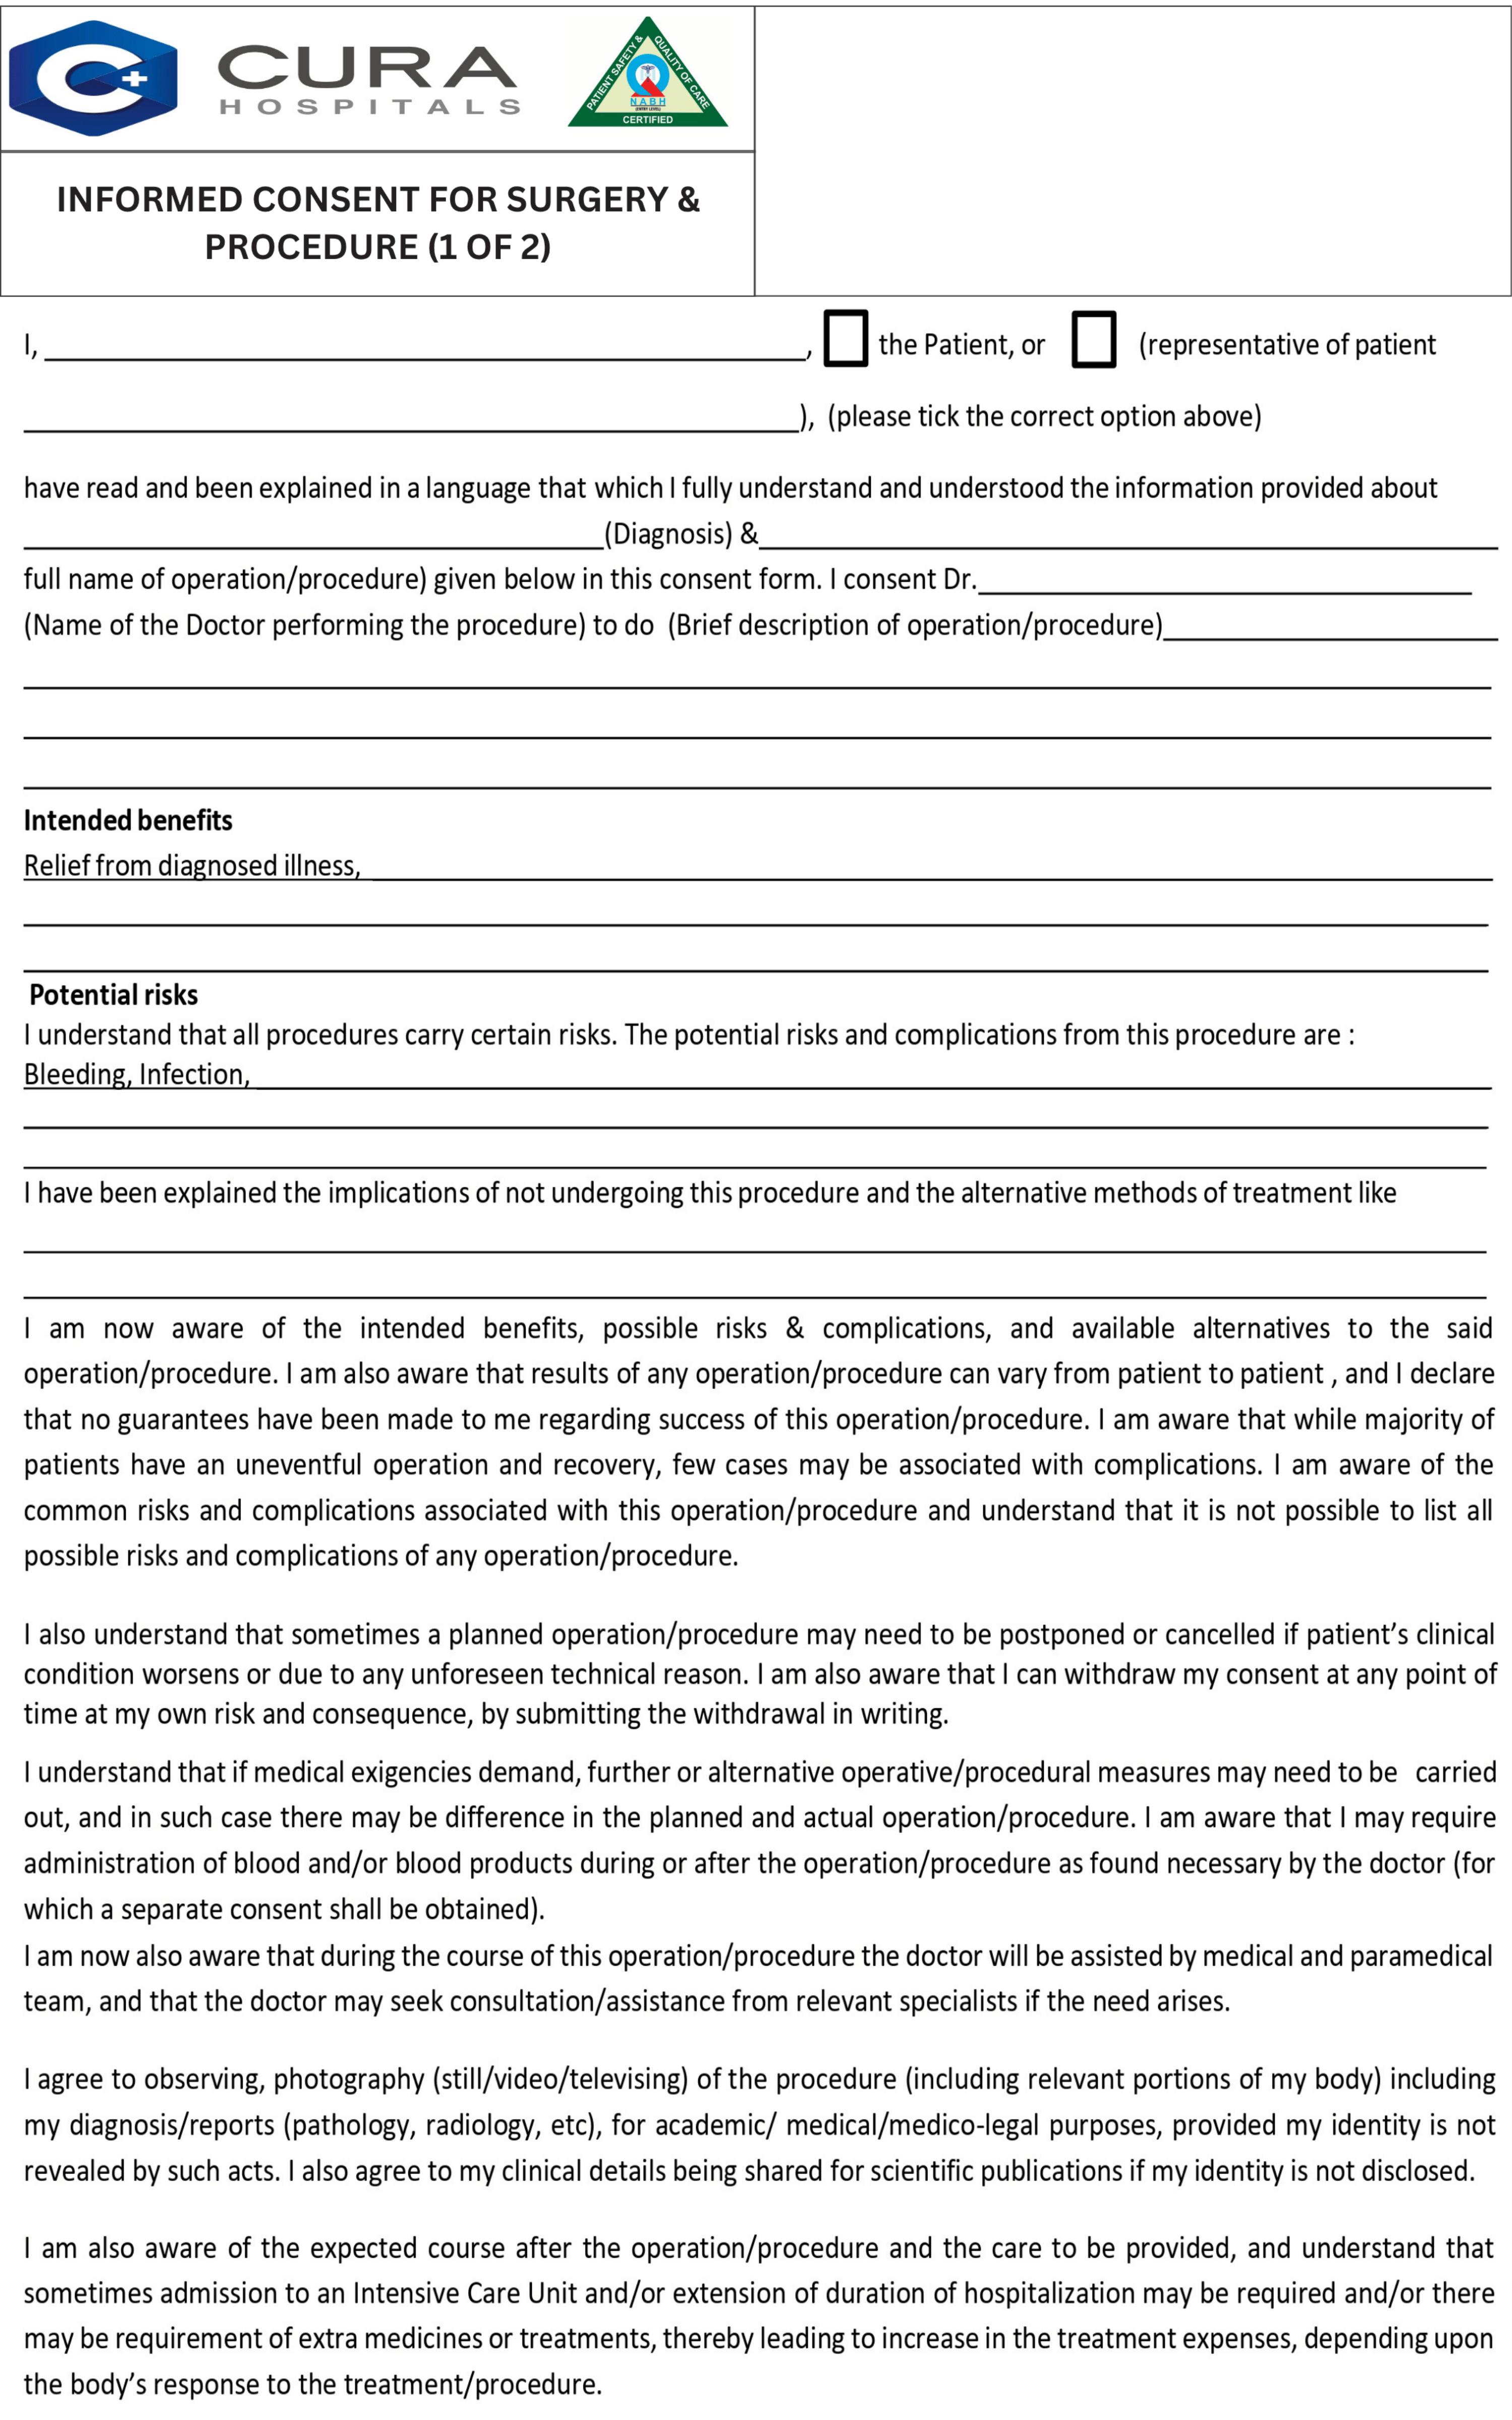 CURA
HOSPITALS
PATIENT SAFETY & QUALITY OF CARE
NABH
(ENTRY LEVEL)
CERTIFIED
INFORMED CONSENT FOR SURGERY &
PROCEDURE (1 OF 2)
I, ____________________, the Patient, or (representative of patient
____________________), (please tick the correct option above)
have read and been explained in a language that which I fully understand and understood the information provided about
____________________(Diagnosis) &____________________
full name of operation/procedure) given below in this consent form. I consent Dr.____________________
(Name of the Doctor performing the procedure) to do (Brief description of operation/procedure)____________________
Intended benefits
Relief from diagnosed illness, ____________________
Potential risks
I understand that all procedures carry certain risks. The potential risks and complications from this procedure are :
Bleeding, Infection, ____________________
I have been explained the implications of not undergoing this procedure and the alternative methods of treatment like
I am now aware of the intended benefits, possible risks & complications, and available alternatives to the said
operation/procedure. I am also aware that results of any operation/procedure can vary from patient to patient , and I declare
that no guarantees have been made to me regarding success of this operation/procedure. I am aware that while majority of
patients have an uneventful operation and recovery, few cases may be associated with complications. I am aware of the
common risks and complications associated with this operation/procedure and understand that it is not possible to list all
possible risks and complications of any operation/procedure.
I also understand that sometimes a planned operation/procedure may need to be postponed or cancelled if patient’s clinical
condition worsens or due to any unforeseen technical reason. I am also aware that I can withdraw my consent at any point of
time at my own risk and consequence, by submitting the withdrawal in writing.
I understand that if medical exigencies demand, further or alternative operative/procedural measures may need to be carried
out, and in such case there may be difference in the planned and actual operation/procedure. I am aware that I may require
administration of blood and/or blood products during or after the operation/procedure as found necessary by the doctor (for
which a separate consent shall be obtained).
I am now also aware that during the course of this operation/procedure the doctor will be assisted by medical and paramedical
team, and that the doctor may seek consultation/assistance from relevant specialists if the need arises.
I agree to observing, photography (still/video/televising) of the procedure (including relevant portions of my body) including
my diagnosis/reports (pathology, radiology, etc), for academic/ medical/medico-legal purposes, provided my identity is not
revealed by such acts. I also agree to my clinical details being shared for scientific publications if my identity is not disclosed.
I am also aware of the expected course after the operation/procedure and the care to be provided, and understand that
sometimes admission to an Intensive Care Unit and/or extension of duration of hospitalization may be required and/or there
may be requirement of extra medicines or treatments, thereby leading to increase in the treatment expenses, depending upon
the body’s response to the treatment/procedure.